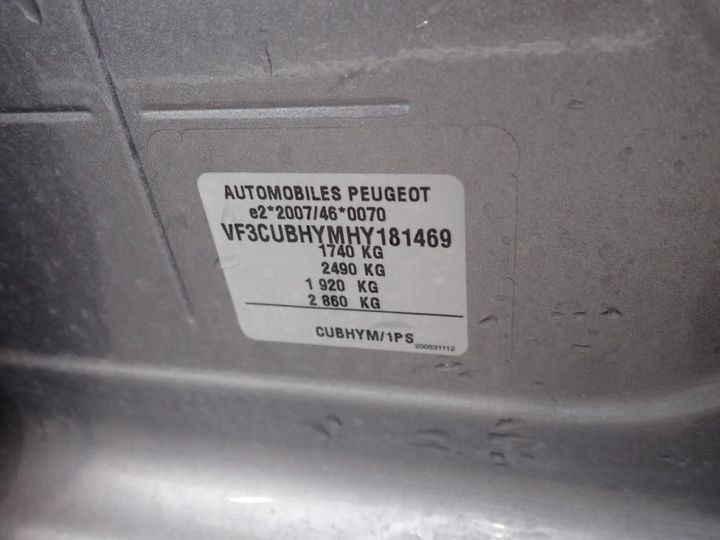 AUTOMOBILES PEUGEOT
e2*2007/46*0070
VF3CUBHYMHY181469
1740 KG
2490 KG
1 920 KG
2 860 KG
CUBHYM/1PS
200531112